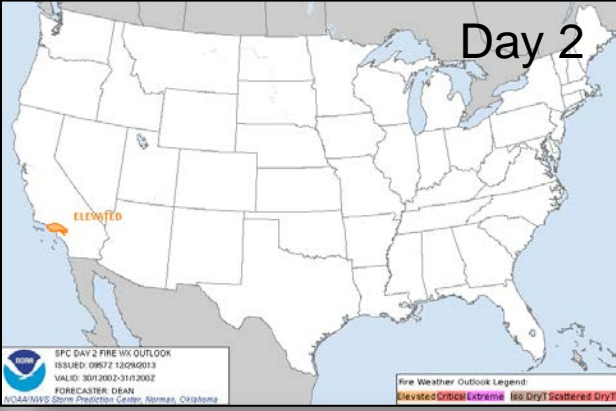 Day 2
ELEVATED
NOAA
SPC DAY 2 FIRE WX OUTLOOK
ISSUED: 0957Z 12/29/2013
VALID: 30/1200Z-31/1200Z
FORECASTER: DEAN
NOAA/NWS Storm Prediction Center, Norman, Oklahoma
Fire Weather Outlook Legend:
Elevated Critical Extreme Iso DryT Scattered DryT